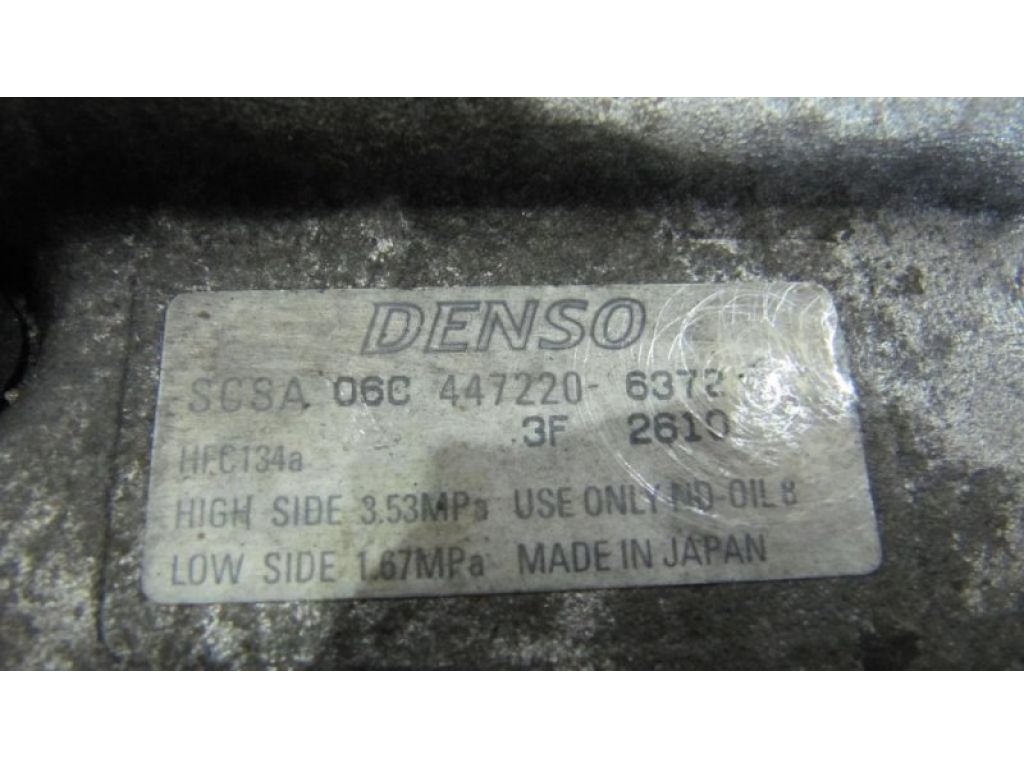 DENSO
SCSA 06C 447220- 6372
3F 2610
HFC134a
HIGH SIDE 3.53MPa USE ONLY ND-OIL 8
LOW SIDE 1.67MPa MADE IN JAPAN